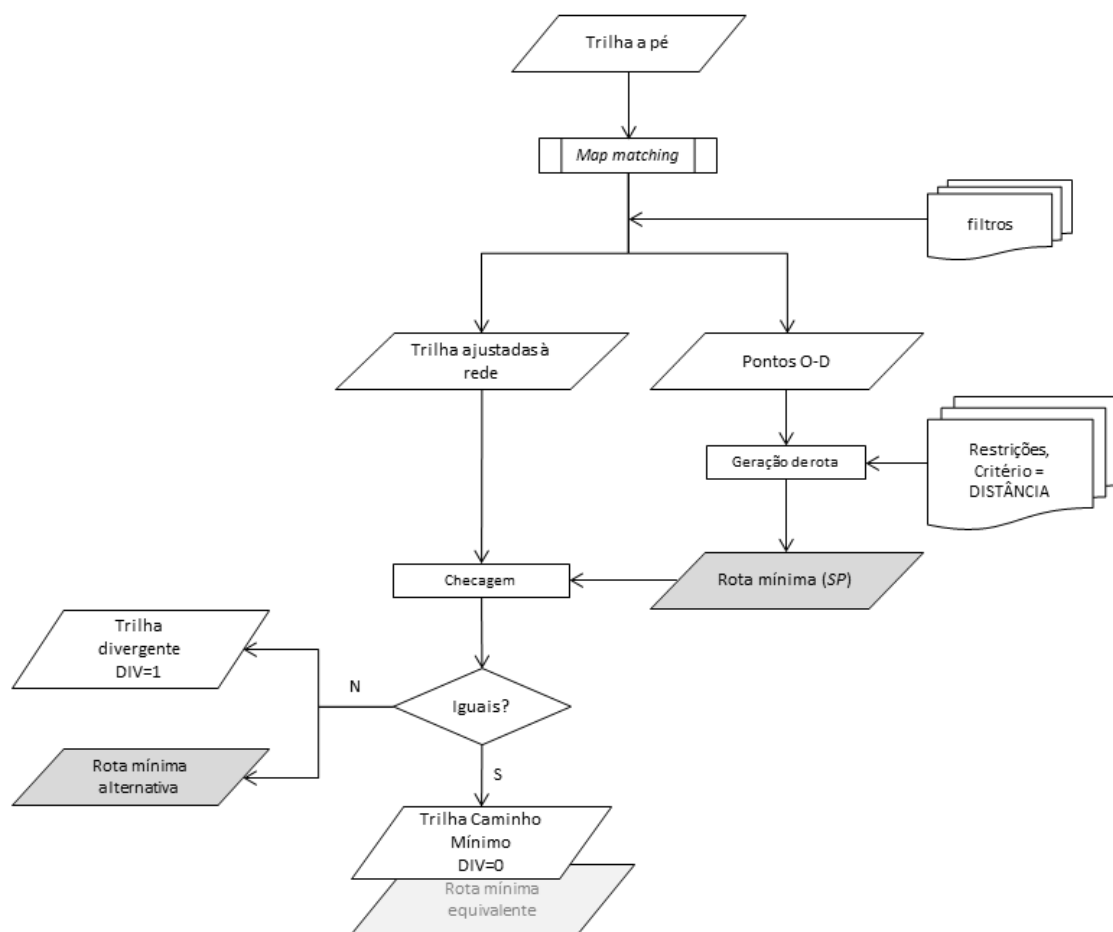 Trilha a pé
Map matching
filtros
Trilha ajustadas à
rede
Pontos O-D
Geração de rota
Restrições,
Critério =
DISTÂNCIA
Checagem
Rota mínima (SP)
Trilha
divergente
DIV=1
N
Iguais?
Rota mínima
alternativa
S
Trilha Caminho
Mínimo
DIV=0
Rota mínima
equivalente